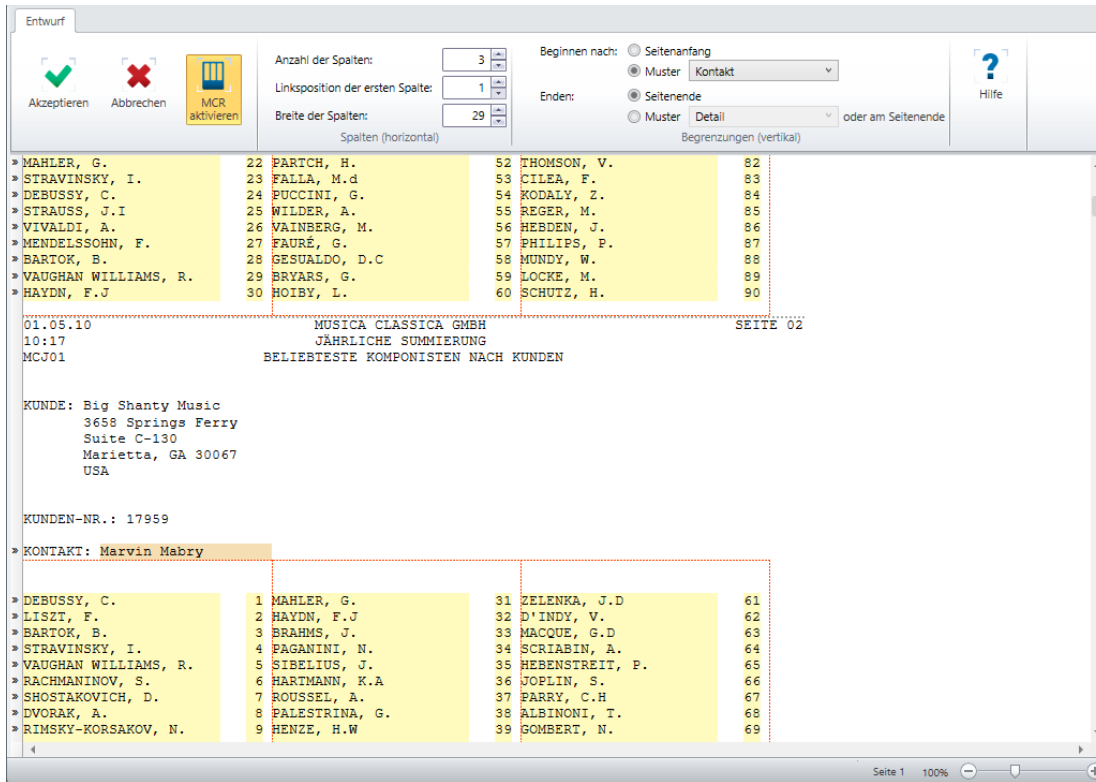 Entwurf
Akzeptieren
Abbrechen
MCR aktivieren
Anzahl der Spalten: 3
Linksposition der ersten Spalte: 1
Breite der Spalten: 29
Spalten (horizontal)
Beginnen nach: Seitenanfang
Muster Kontakt
Enden: Seitenende
Muster Detail oder am Seitenende
Begrenzungen (vertikal)
? Hilfe
» MAHLER, G. 22 PARTCH, H. 52 THOMSON, V. 82
» STRAVINSKY, I. 23 FALLA, M.d 53 CILEA, F. 83
» DEBUSSY, C. 24 PUCCINI, G. 54 KODALY, Z. 84
» STRAUSS, J.I 25 WILDER, A. 55 REGER, M. 85
» VIVALDI, A. 26 VAINBERG, M. 56 HEBDEN, J. 86
» MENDELSSOHN, F. 27 FAURÉ, G. 57 PHILIPS, P. 87
» BARTOK, B. 28 GESUALDO, D.C 58 MUNDY, W. 88
» VAUGHAN WILLIAMS, R. 29 BRYARS, G. 59 LOCKE, M. 89
» HAYDN, F.J 30 HOIBY, L. 60 SCHUTZ, H. 90
01.05.10 MUSICA CLASSICA GMBH SEITE 02
10:17 JÄHRLICHE SUMMIERUNG
MCJ01 BELIEBTESTE KOMPONISTEN NACH KUNDEN
KUNDE: Big Shanty Music
3658 Springs Ferry
Suite C-130
Marietta, GA 30067
USA
KUNDEN-NR.: 17959
» KONTAKT: Marvin Mabry
» DEBUSSY, C. 1 MAHLER, G. 31 ZELENKA, J.D 61
» LISZT, F. 2 HAYDN, F.J 32 D'INDY, V. 62
» BARTOK, B. 3 BRAHMS, J. 33 MACQUE, G.D 63
» STRAVINSKY, I. 4 PAGANINI, N. 34 SCRIABIN, A. 64
» VAUGHAN WILLIAMS, R. 5 SIBELIUS, J. 35 HEBENSTREIT, P. 65
» RACHMANINOV, S. 6 HARTMANN, K.A 36 JOPLIN, S. 66
» SHOSTAKOVICH, D. 7 ROUSSEL, A. 37 PARRY, C.H 67
» DVORAK, A. 8 PALESTRINA, G. 38 ALBINONI, T. 68
» RIMSKY-KORSAKOV, N. 9 HENZE, H.W 39 GOMBERT, N. 69
Seite 1 100%